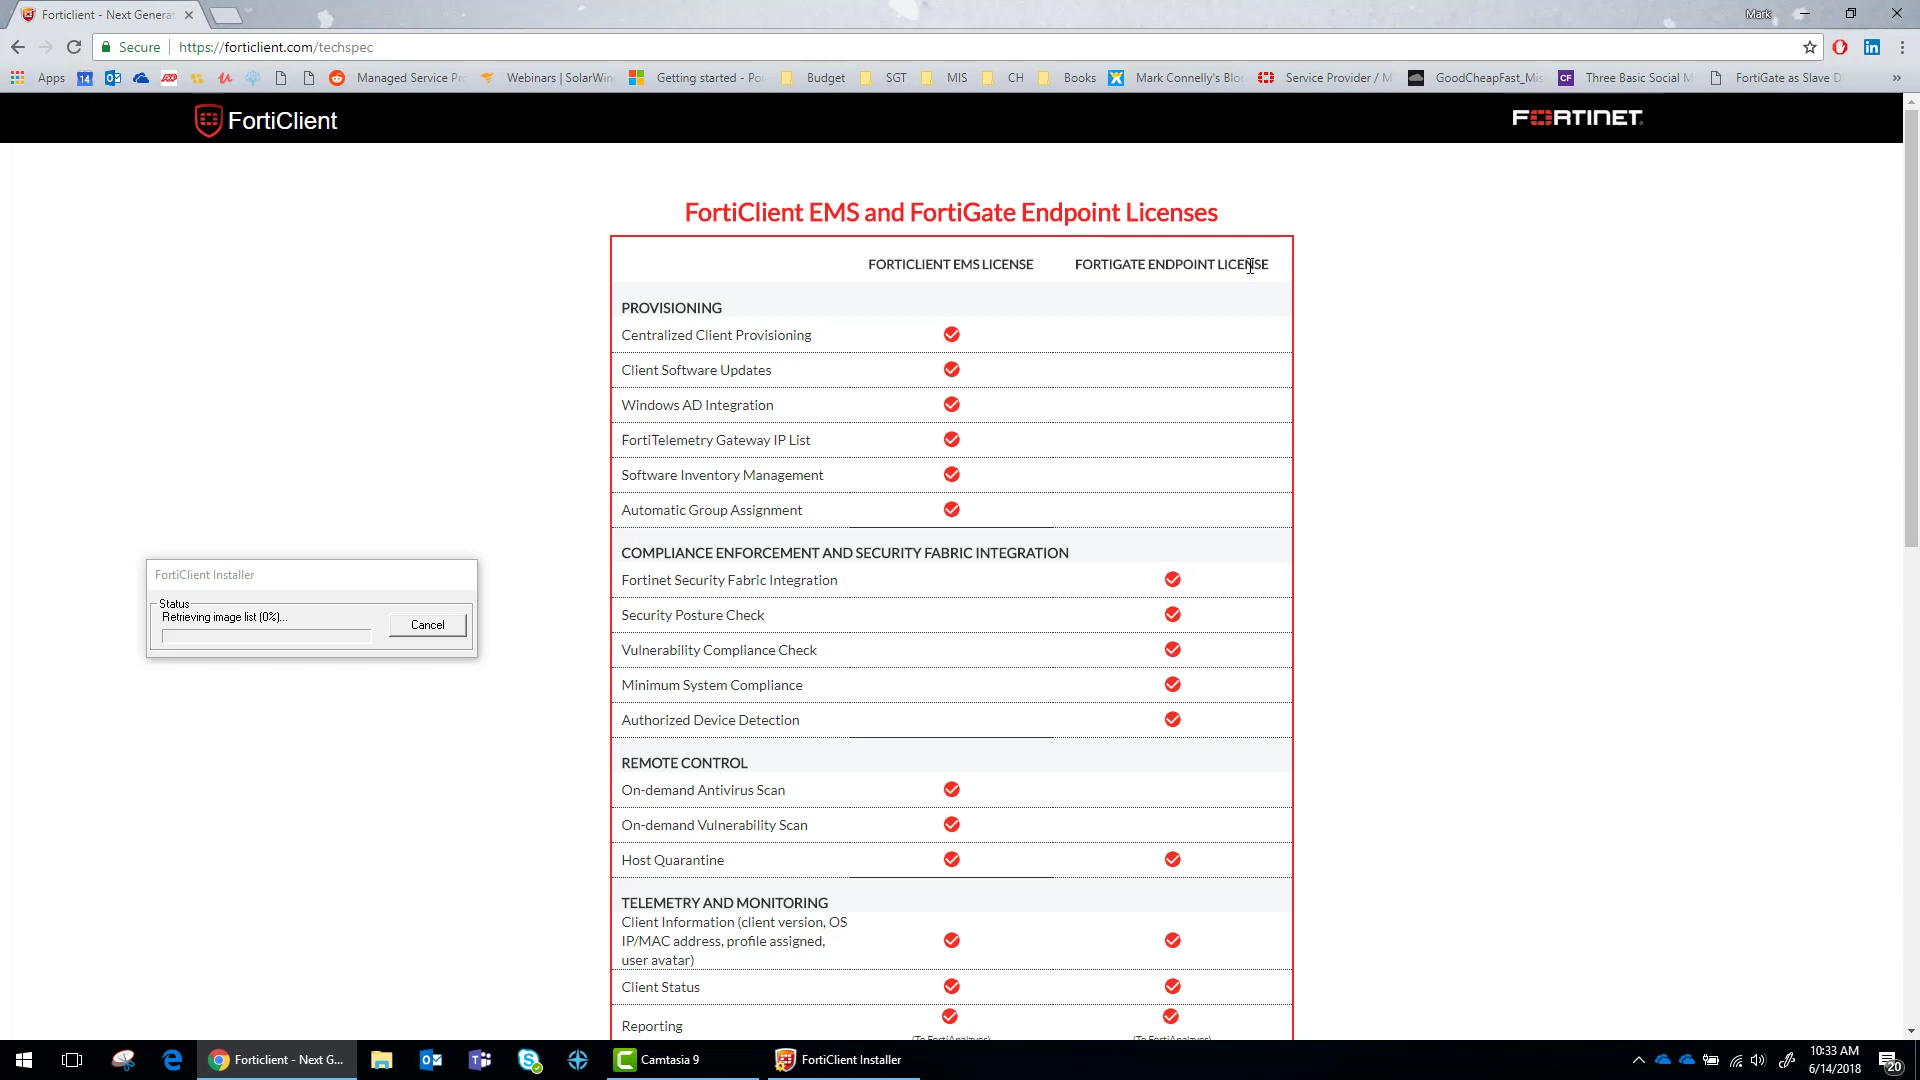 Forticlient - Next Genera
Mark
Secure
https://forticlient.com/techspec
Apps
14
Managed Service Pr
Webinars | SolarWin
Getting started - Po
Budget
SGT
MIS
CH
Books
Mark Connelly's Blo
Service Provider / M
GoodCheapFast_Mis
CF
Three Basic Social M
FortiGate as Slave D
»
FortiClient
FORTINET
FortiClient EMS and FortiGate Endpoint Licenses
FORTICLIENT EMS LICENSE
FORTIGATE ENDPOINT LICENSE
PROVISIONING
Centralized Client Provisioning
Client Software Updates
Windows AD Integration
FortiTelemetry Gateway IP List
Software Inventory Management
Automatic Group Assignment
COMPLIANCE ENFORCEMENT AND SECURITY FABRIC INTEGRATION
Fortinet Security Fabric Integration
Security Posture Check
Vulnerability Compliance Check
Minimum System Compliance
Authorized Device Detection
REMOTE CONTROL
On-demand Antivirus Scan
On-demand Vulnerability Scan
Host Quarantine
TELEMETRY AND MONITORING
Client Information (client version, OS
IP/MAC address, profile assigned,
user avatar)
Client Status
Reporting
(To FortiAnalyzer)
(To FortiAnalyzer)
FortiClient Installer
Status
Retrieving image list (0%)...
Cancel
Forticlient - Next G...
Camtasia 9
FortiClient Installer
10:33 AM
6/14/2018
20